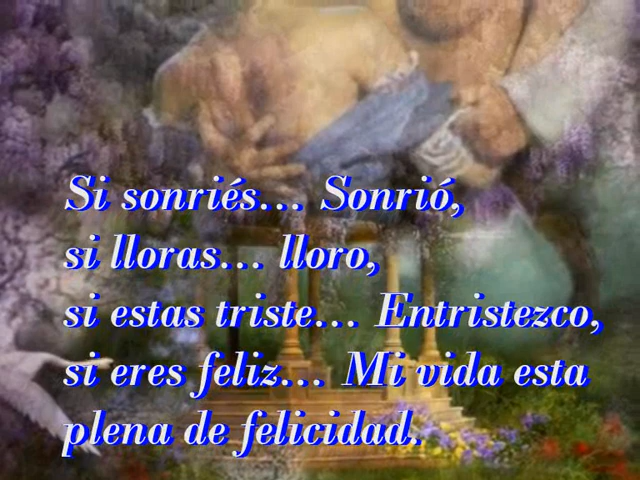 Si sonriés... Sonrió,
si lloras... lloro,
si estas triste... Entristezco,
si eres feliz... Mi vida esta
plena de felicidad.